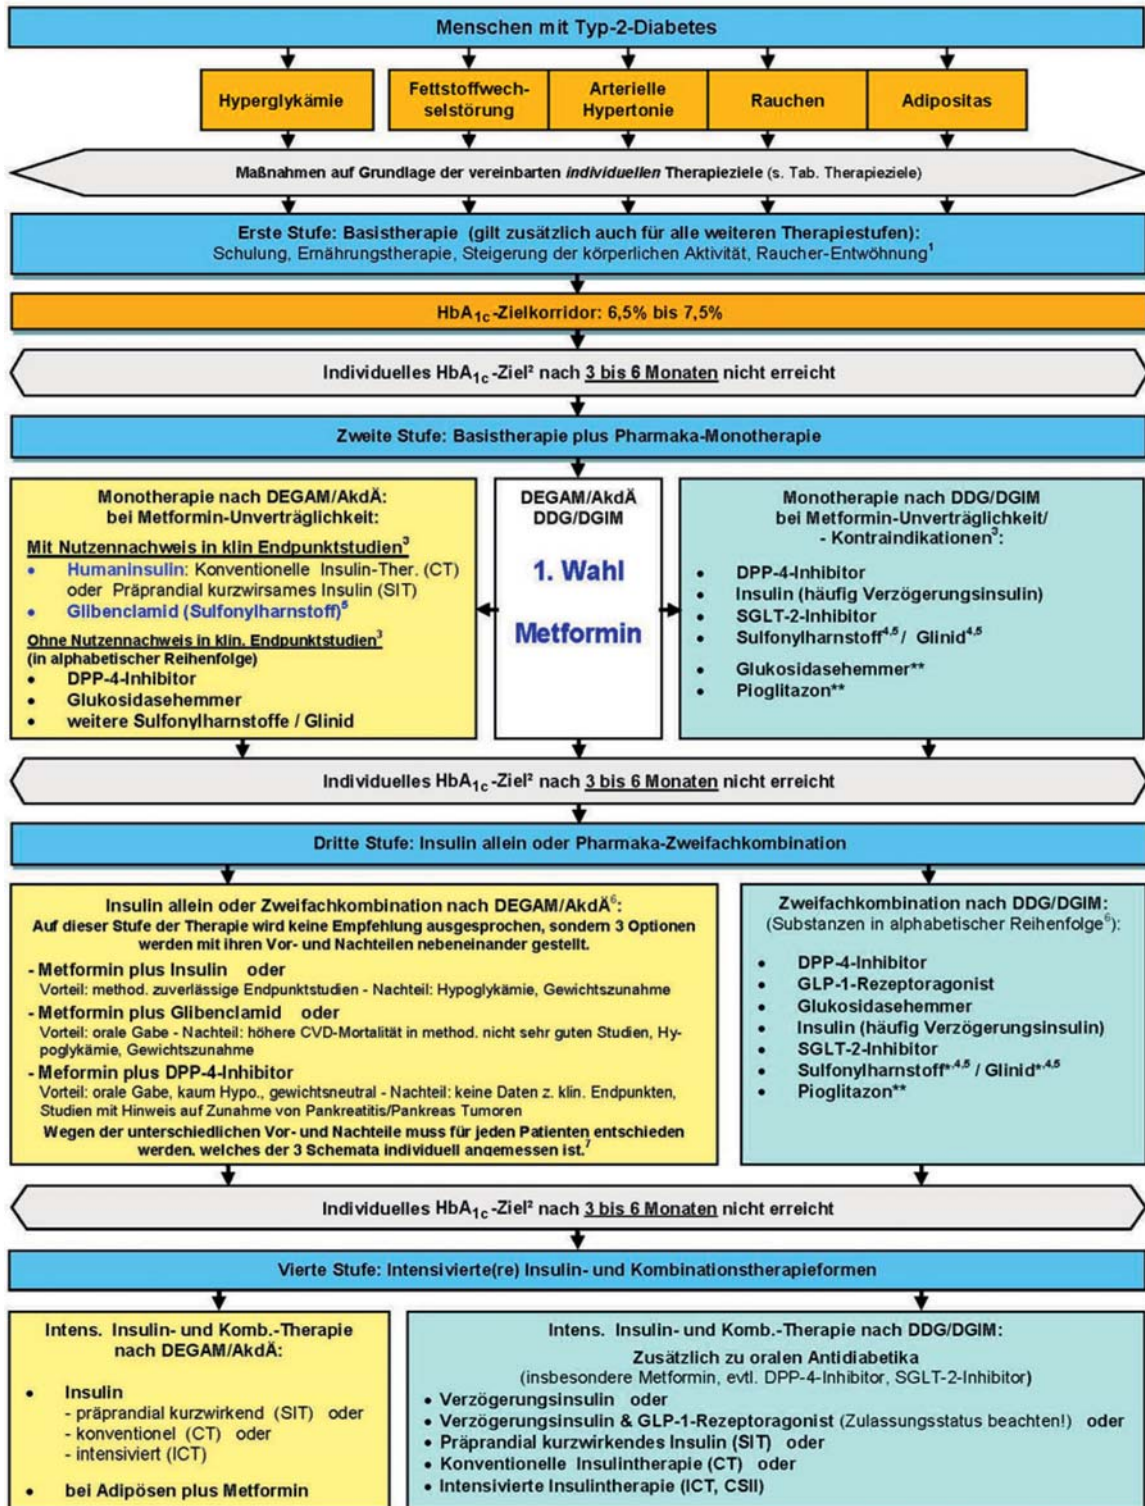 Menschen mit Typ-2-Diabetes
Hyperglykämie
Fettstoffwech-
selstörung
Arterielle
Hypertonie
Rauchen
Adipositas
Maßnahmen auf Grundlage der vereinbarten individuellen Therapieziele (s. Tab. Therapieziele)
Erste Stufe: Basistherapie (gilt zusätzlich auch für alle weiteren Therapiestufen):
Schulung, Ernährungstherapie, Steigerung der körperlichen Aktivität, Raucher-Entwöhnung¹
HbA1c-Zielkorridor: 6,5% bis 7,5%
Individuelles HbA1c-Ziel² nach 3 bis 6 Monaten nicht erreicht
Zweite Stufe: Basistherapie plus Pharmaka-Monotherapie
Monotherapie nach DEGAM/AkdÄ:
bei Metformin-Unverträglichkeit:
Mit Nutzennachweis in klin Endpunktstudien³
• Humaninsulin: Konventionelle Insulin-Ther. (CT)
oder Präprandial kurzwirsames Insulin (SIT)
• Glibenclamid (Sulfonylharnstoff)⁵
Ohne Nutzennachweis in klin. Endpunktstudien³
(in alphabetischer Reihenfolge)
• DPP-4-Inhibitor
• Glukosidasehemmer
• weitere Sulfonylharnstoffe / Glinid
DEGAM/AkdÄ
DDG/DGIM
1. Wahl
Metformin
Monotherapie nach DDG/DGIM
bei Metformin-Unverträglichkeit/
- Kontraindikationen³:
• DPP-4-Inhibitor
• Insulin (häufig Verzögerungsinsulin)
• SGLT-2-Inhibitor
• Sulfonylharnstoff⁴,⁵ / Glinid⁴,⁵
• Glukosidasehemmer**
• Pioglitazon**
Individuelles HbA1c-Ziel² nach 3 bis 6 Monaten nicht erreicht
Dritte Stufe: Insulin allein oder Pharmaka-Zweifachkombination
Insulin allein oder Zweifachkombination nach DEGAM/AkdÄ⁶:
Auf dieser Stufe der Therapie wird keine Empfehlung ausgesprochen, sondern 3 Optionen
werden mit ihren Vor- und Nachteilen nebeneinander gestellt.
- Metformin plus Insulin oder
Vorteil: method. zuverlässige Endpunktstudien - Nachteil: Hypoglykämie, Gewichtszunahme
- Metformin plus Glibenclamid oder
Vorteil: orale Gabe - Nachteil: höhere CVD-Mortalität in method. nicht sehr guten Studien, Hy-
poglykämie, Gewichtszunahme
- Meformin plus DPP-4-Inhibitor
Vorteil: orale Gabe, kaum Hypo., gewichtsneutral - Nachteil: keine Daten z. klin. Endpunkten,
Studien mit Hinweis auf Zunahme von Pankreatitis/Pankreas Tumoren
Wegen der unterschiedlichen Vor- und Nachteile muss für jeden Patienten entschieden
werden, welches der 3 Schemata individuell angemessen ist.⁷
Zweifachkombination nach DDG/DGIM:
(Substanzen in alphabetischer Reihenfolge⁶):
• DPP-4-Inhibitor
• GLP-1-Rezeptoragonist
• Glukosidasehemmer
• Insulin (häufig Verzögerungsinsulin)
• SGLT-2-Inhibitor
• Sulfonylharnstoff*,⁴,⁵ / Glinid*,⁴,⁵
• Pioglitazon**
Individuelles HbA1c-Ziel² nach 3 bis 6 Monaten nicht erreicht
Vierte Stufe: Intensivierte(re) Insulin- und Kombinationstherapieformen
Intens. Insulin- und Komb.-Therapie
nach DEGAM/AkdÄ:
• Insulin
- präprandial kurzwirkend (SIT) oder
- konventionel (CT) oder
- intensiviert (ICT)
• bei Adipösen plus Metformin
Intens. Insulin- und Komb.-Therapie nach DDG/DGIM:
Zusätzlich zu oralen Antidiabetika
(insbesondere Metformin, evtl. DPP-4-Inhibitor, SGLT-2-Inhibitor)
• Verzögerungsinsulin oder
• Verzögerungsinsulin & GLP-1-Rezeptoragonist (Zulassungsstatus beachten!) oder
• Präprandial kurzwirkendes Insulin (SIT) oder
• Konventionelle Insulintherapie (CT) oder
• Intensivierte Insulintherapie (ICT, CSII)